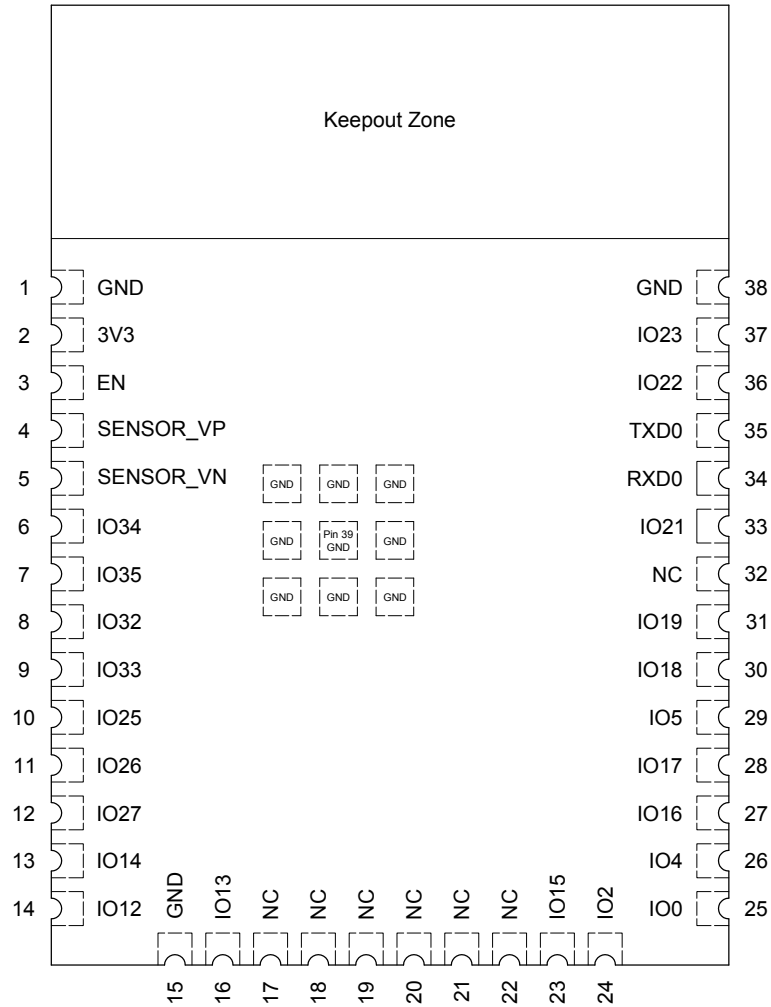 Keepout Zone
1 GND
2 3V3
3 EN
4 SENSOR_VP
5 SENSOR_VN
6 IO34
7 IO35
8 IO32
9 IO33
10 IO25
11 IO26
12 IO27
13 IO14
14 IO12
GND GND GND
GND Pin 39 GND
GND
GND GND GND
GND 38
IO23 37
IO22 36
TXD0 35
RXD0 34
IO21 33
NC 32
IO19 31
IO18 30
IO5 29
IO17 28
IO16 27
IO4 26
IO0 25
GND 15
IO13 16
NC 17
NC 18
NC 19
NC 20
NC 21
NC 22
IO15 23
IO2 24